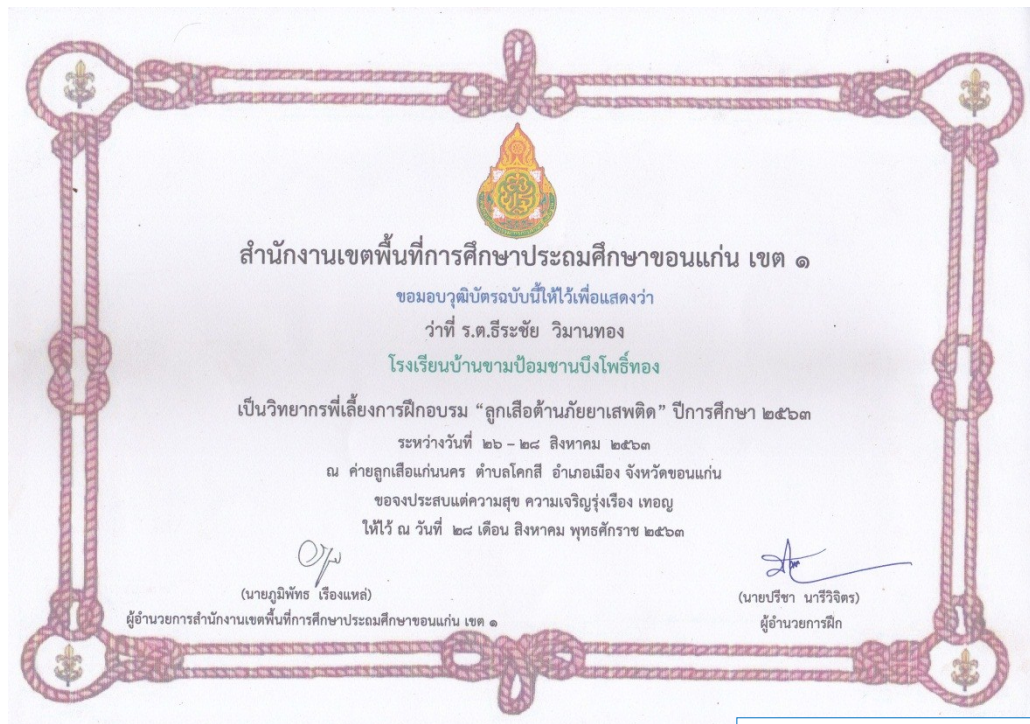 สำนักงานเขตพื้นที่การศึกษาประถมศึกษาขอนแก่น เขต ๑
ขอมอบวุฒิบัตรฉบับนี้ให้ไว้เพื่อแสดงว่า
ว่าที่ ร.ต.ธีระชัย วิมานทอง
โรงเรียนบ้านขามป้อมชานบึงโพธิ์ทอง
เป็นวิทยากรพี่เลี้ยงการฝึกอบรม “ลูกเสือต้านภัยยาเสพติด” ปีการศึกษา ๒๕๖๓
ระหว่างวันที่ ๒๖ – ๒๘ สิงหาคม ๒๕๖๓
ณ ค่ายลูกเสือแก่นนคร ตำบลโคกสี อำเภอเมือง จังหวัดขอนแก่น
ขอจงประสบแต่ความสุข ความเจริญรุ่งเรือง เทอญ
ให้ไว้ ณ วันที่ ๒๘ เดือน สิงหาคม พุทธศักราช ๒๕๖๓
(นายภูมิพัทธ เรืองแหล่)
ผู้อำนวยการสำนักงานเขตพื้นที่การศึกษาประถมศึกษาขอนแก่น เขต ๑
(นายปรีชา นารีวิจิตร)
ผู้อำนวยการฝึก